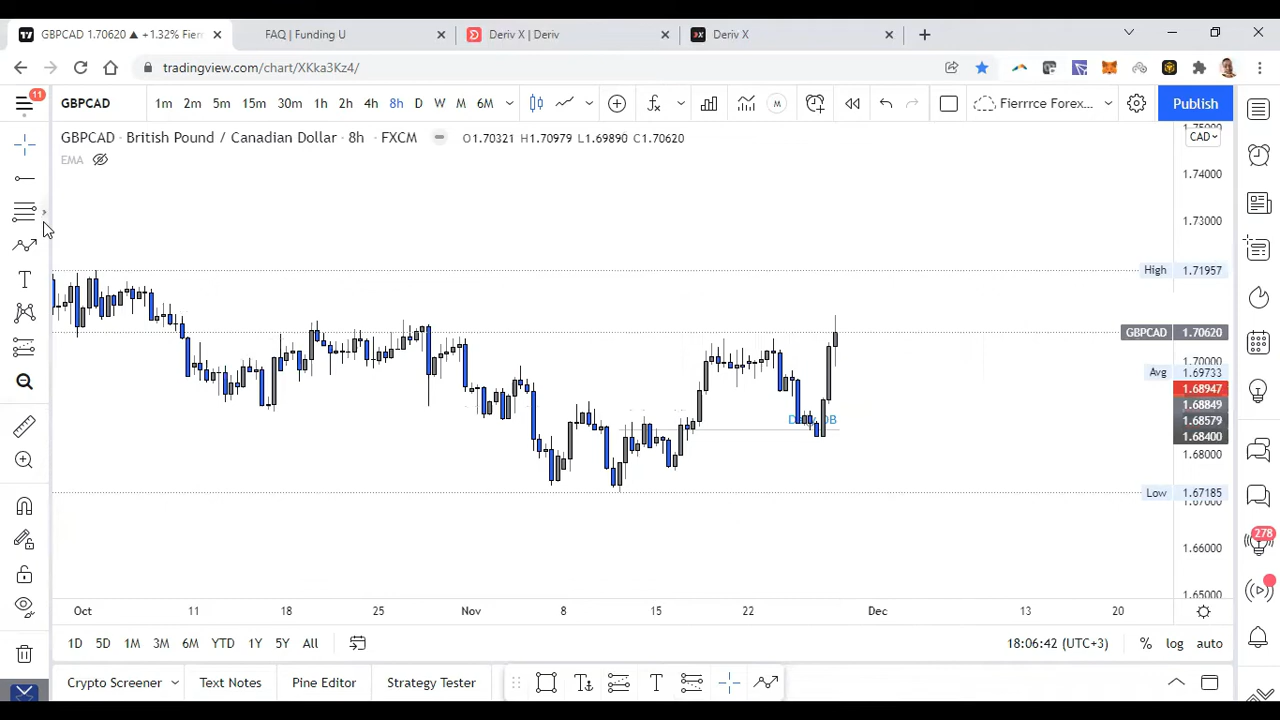 GBPCAD 1.70620 ▲ +1.32% Fierr
FAQ | Funding U
Deriv X | Deriv
Deriv X
tradingview.com/chart/XKka3Kz4/
11
GBPCAD
1m 2m 5m 15m 30m 1h 2h 4h 8h D W M 6M
M
Fierrrce Forex...
Publish
GBPCAD · British Pound / Canadian Dollar · 8h · FXCM
O1.70321 H1.70979 L1.69890 C1.70620
CAD
EMA
1.74000
1.73000
High 1.71957
GBPCAD 1.70620
1.70000
Avg 1.69733
1.68947
1.68849
1.68579
1.68400
1.68000
Low 1.67185
1.66000
1.65000
278
Oct 11 18 25 Nov 8 15 22 Dec 13 20
1D 5D 1M 3M 6M YTD 1Y 5Y All
18:06:42 (UTC+3)
% log auto
Crypto Screener
Text Notes
Pine Editor
Strategy Tester